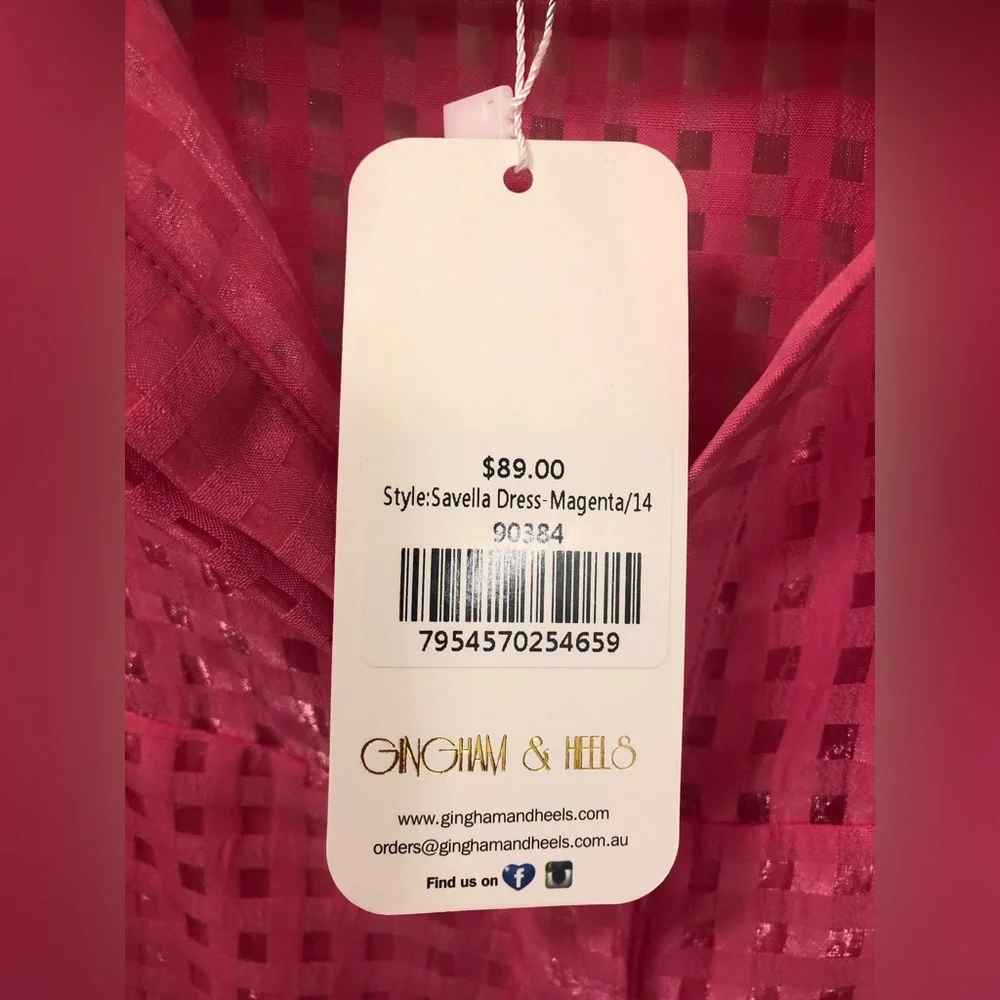 $89.00
Style:Savella Dress-Magenta/14
90384
7954570254659
GINGHAM & HEELS
www.ginghamandheels.com
orders@ginghamandheels.com.au
Find us on f